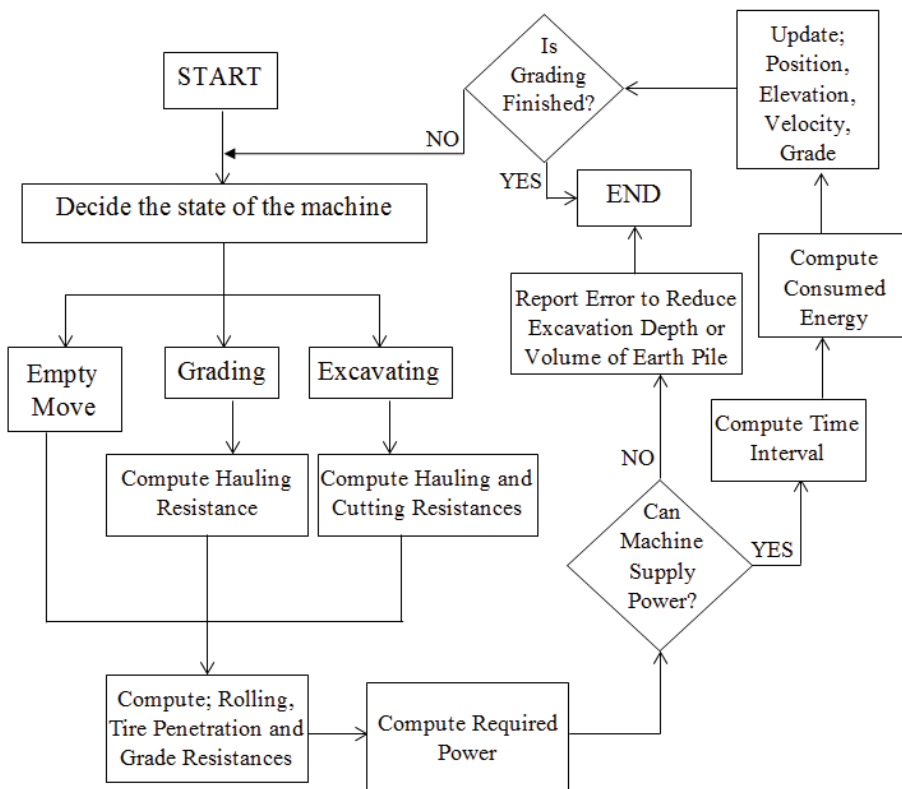 START
Is
Grading
Finished?
Update;
Position,
Elevation,
Velocity,
Grade
NO
YES
Decide the state of the machine
END
Compute
Consumed
Energy
Report Error to Reduce
Excavation Depth or
Volume of Earth Pile
Empty
Move
Grading
Excavating
Compute Time
Interval
NO
Compute Hauling
Resistance
Compute Hauling and
Cutting Resistances
Can
Machine
Supply
Power?
YES
Compute; Rolling,
Tire Penetration and
Grade Resistances
Compute Required
Power